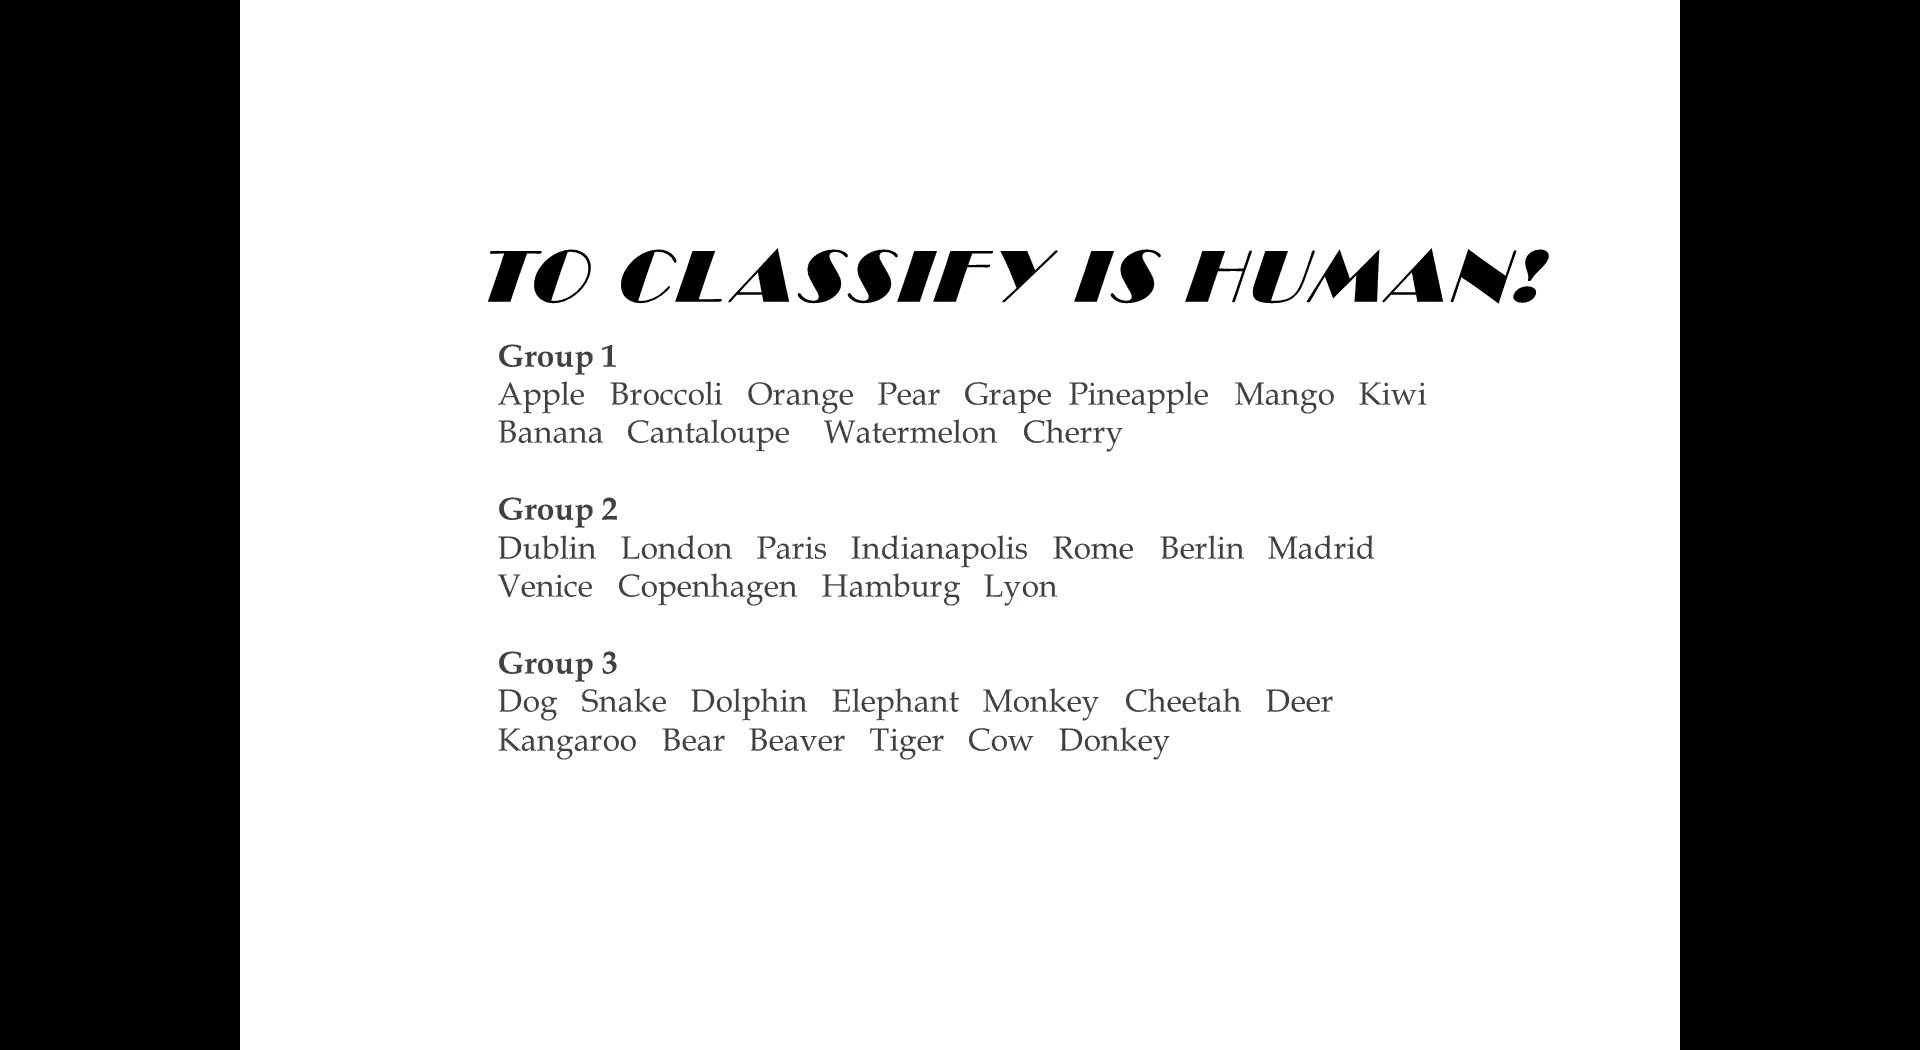 TO CLASSIFY IS HUMAN!
Group 1
Apple Broccoli Orange Pear Grape Pineapple Mango Kiwi
Banana Cantaloupe Watermelon Cherry
Group 2
Dublin London Paris Indianapolis Rome Berlin Madrid
Venice Copenhagen Hamburg Lyon
Group 3
Dog Snake Dolphin Elephant Monkey Cheetah Deer
Kangaroo Bear Beaver Tiger Cow Donkey